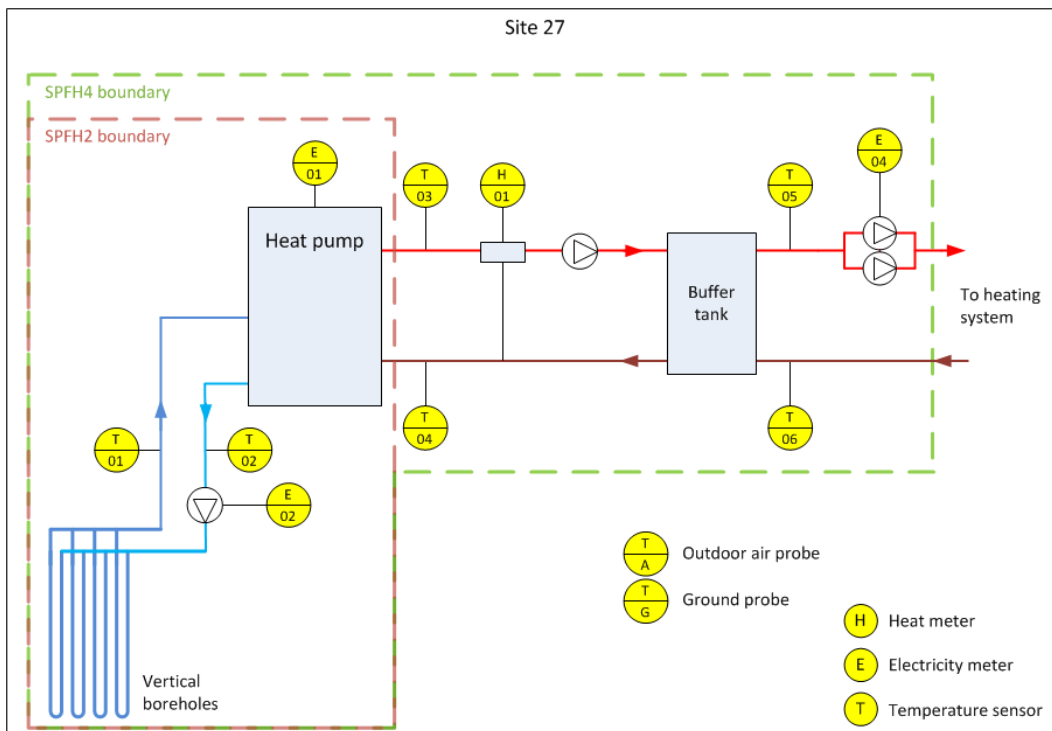 Site 27
SPFH4 boundary
SPFH2 boundary
E
01
T
03
H
01
T
05
E
04
Heat pump
Buffer
tank
To heating
system
T
01
T
02
T
04
T
06
E
02
T
A
Outdoor air probe
T
G
Ground probe
H
Heat meter
E
Electricity meter
T
Temperature sensor
Vertical
boreholes